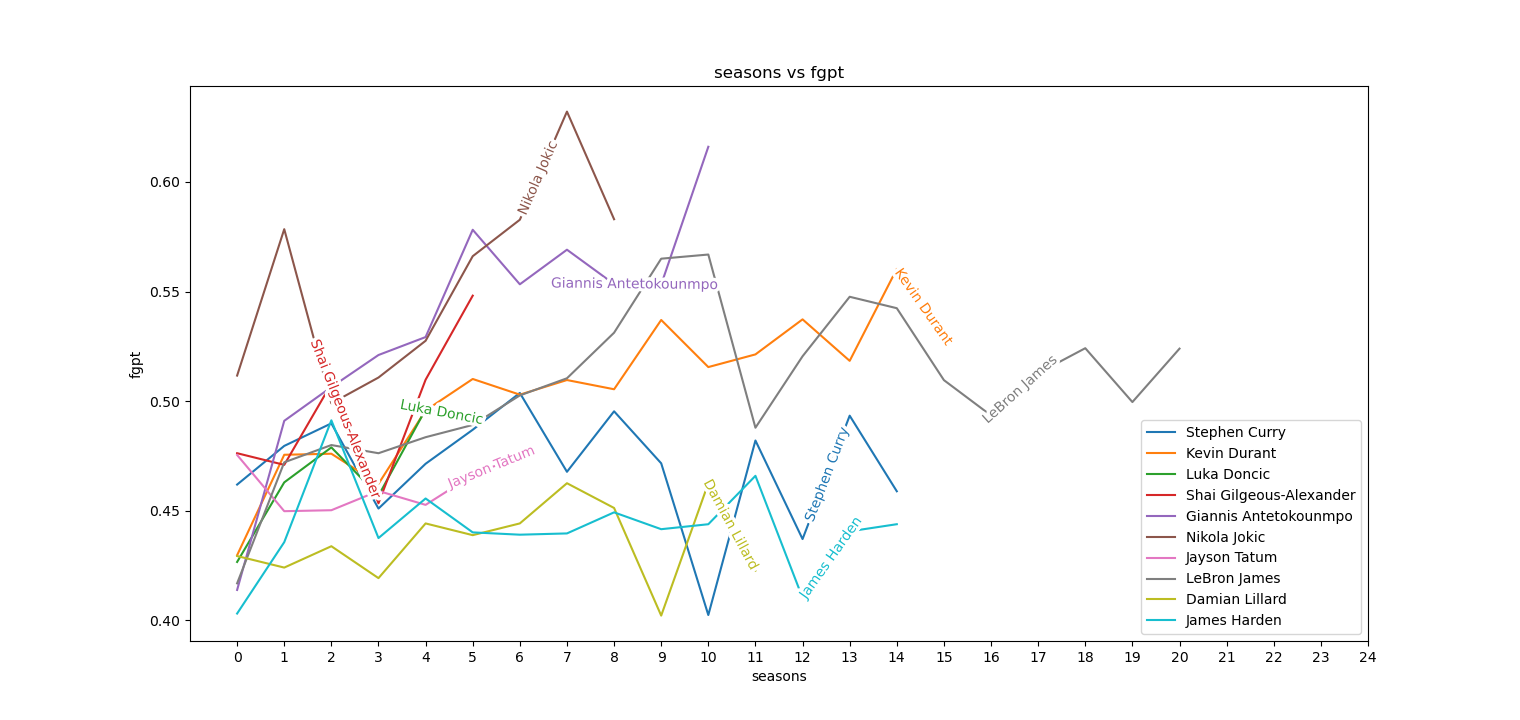 seasons vs fgpt
fgpt
0.60
0.55
0.50
0.45
0.40
Nikola Jokic
Giannis Antetokounmpo
Kevin Durant
Shai Gilgeous-Alexander
Luka Doncic
LeBron James
Jayson Tatum
Stephen Curry
Damian Lillard
James Harden
Stephen Curry
Kevin Durant
Luka Doncic
Shai Gilgeous-Alexander
Giannis Antetokounmpo
Nikola Jokic
Jayson Tatum
LeBron James
Damian Lillard
James Harden
0 1 2 3 4 5 6 7 8 9 10 11 12 13 14 15 16 17 18 19 20 21 22 23 24
seasons